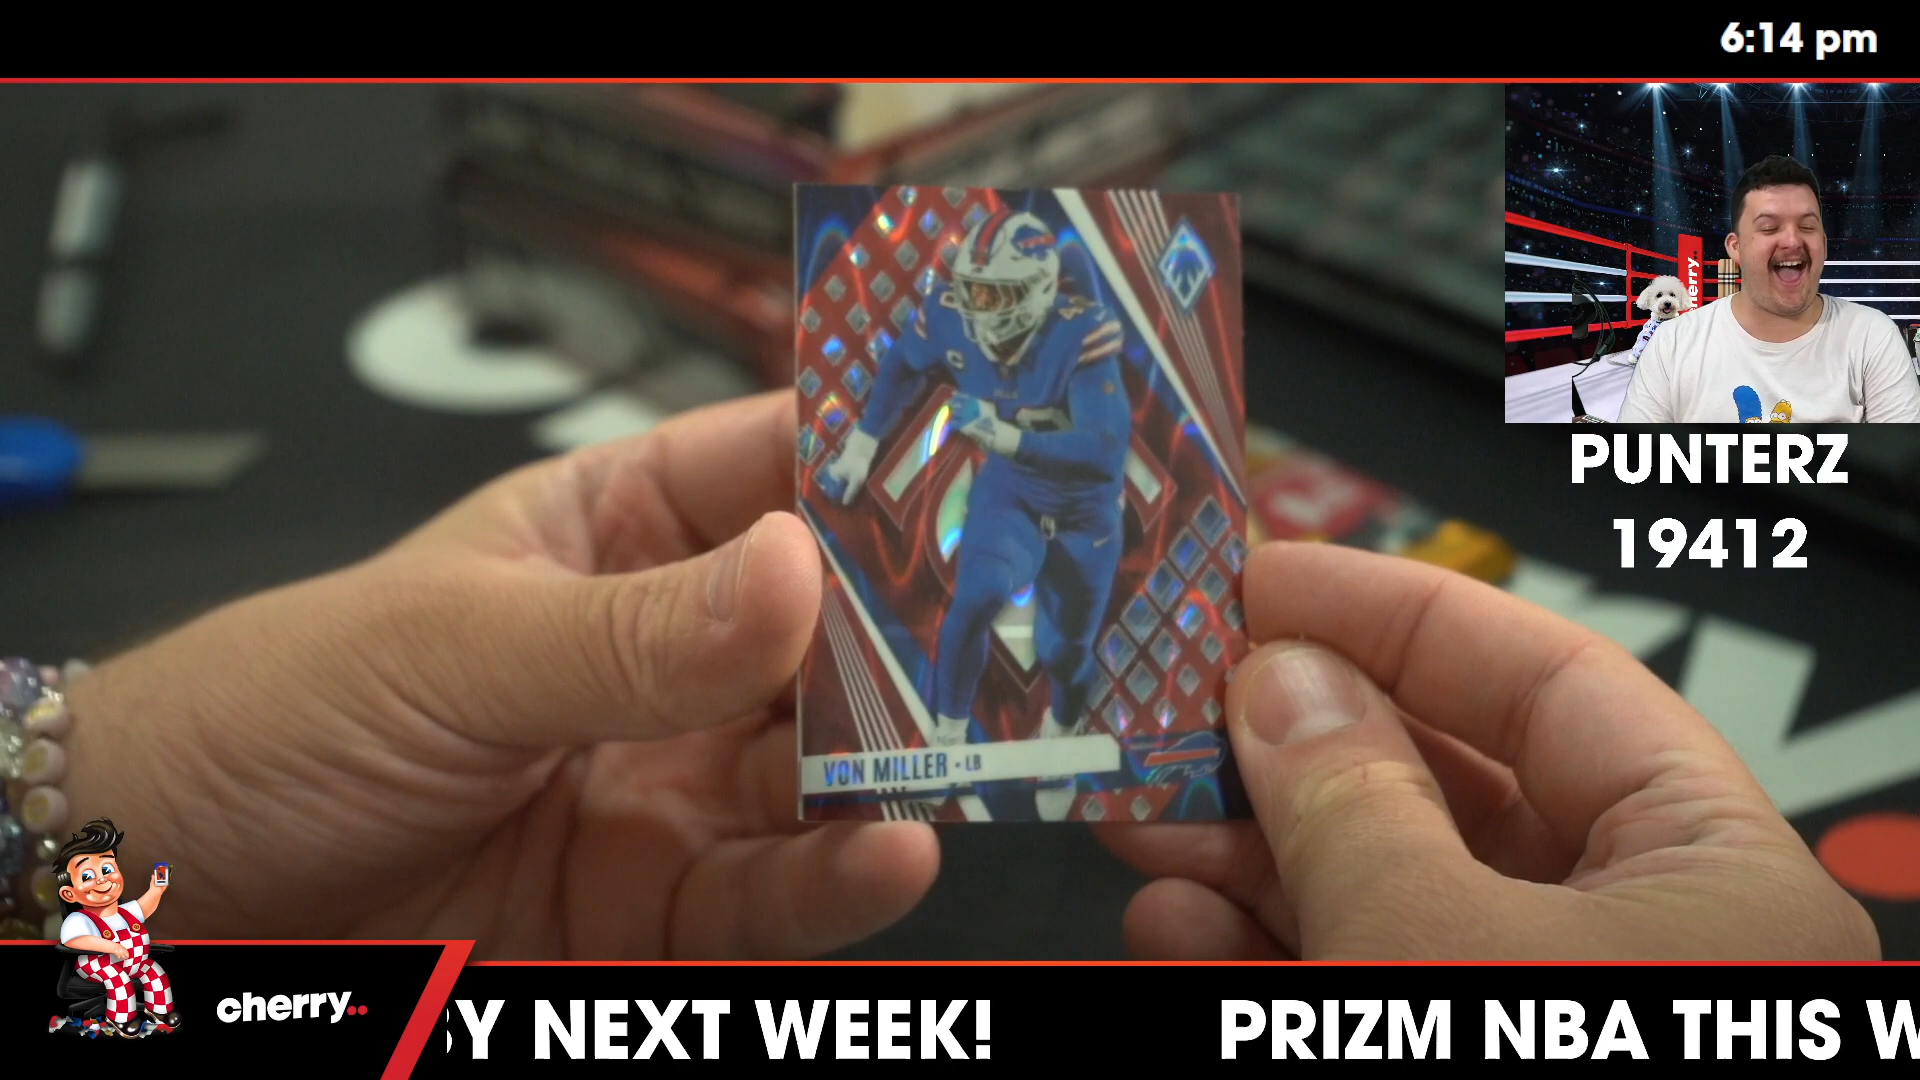 6:14 pm
PUNTERZ
19412
VON MILLER • LB
cherry..
Y NEXT WEEK!
PRIZM NBA THIS